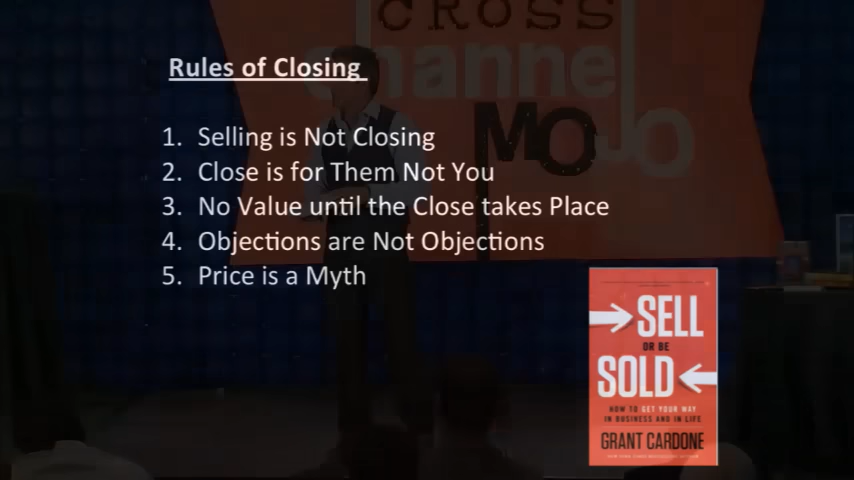 CROSS
channel
MOJO
Rules of Closing
1. Selling is Not Closing
2. Close is for Them Not You
3. No Value until the Close takes Place
4. Objections are Not Objections
5. Price is a Myth
SELL
OR BE
SOLD
HOW TO GET YOUR WAY
IN BUSINESS AND IN LIFE
GRANT CARDONE